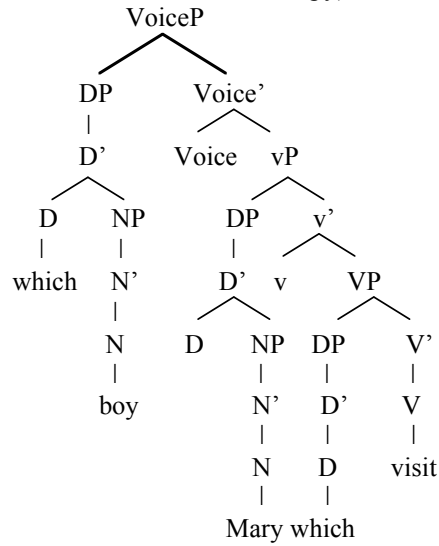 VoiceP
DP Voice’
D’ Voice vP
D NP DP v’
which N’ D’ v VP
N D NP DP V’
boy N’ D’ V
N D visit
Mary which